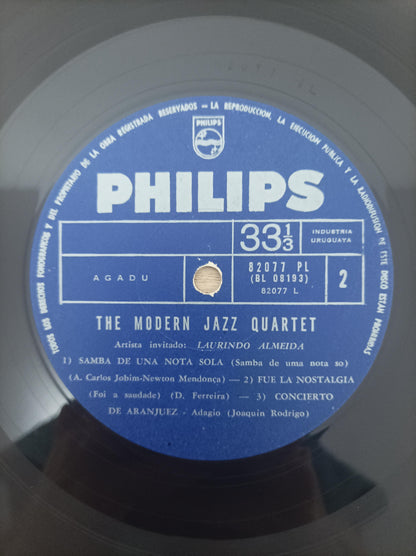 TODOS LOS DERECHOS FONOGRAFICOS Y DEL PROPIETARIO DE LA OBRA REGISTRADA RESERVADOS — LA REPRODUCCION, LA EJECUCION PUBLICA Y LA RADIODIFUSION DE ESTE DISCO ESTAN PROHIBIDAS
PHILIPS
PHILIPS
33 1/3
INDUSTRIA
URUGUAYA
AGADU
82077 PL
(BL 08193)
82077 L
2
THE MODERN JAZZ QUARTET
Artista invitado: LAURINDO ALMEIDA
1) SAMBA DE UNA NOTA SOLA (Samba de uma nota so)
(A. Carlos Jobim-Newton Mendonça) — 2) FUE LA NOSTALGIA
(Foi a saudade) (D. Ferreira) — 3) CONCIERTO
DE ARANJUEZ - Adagio (Joaquin Rodrigo)